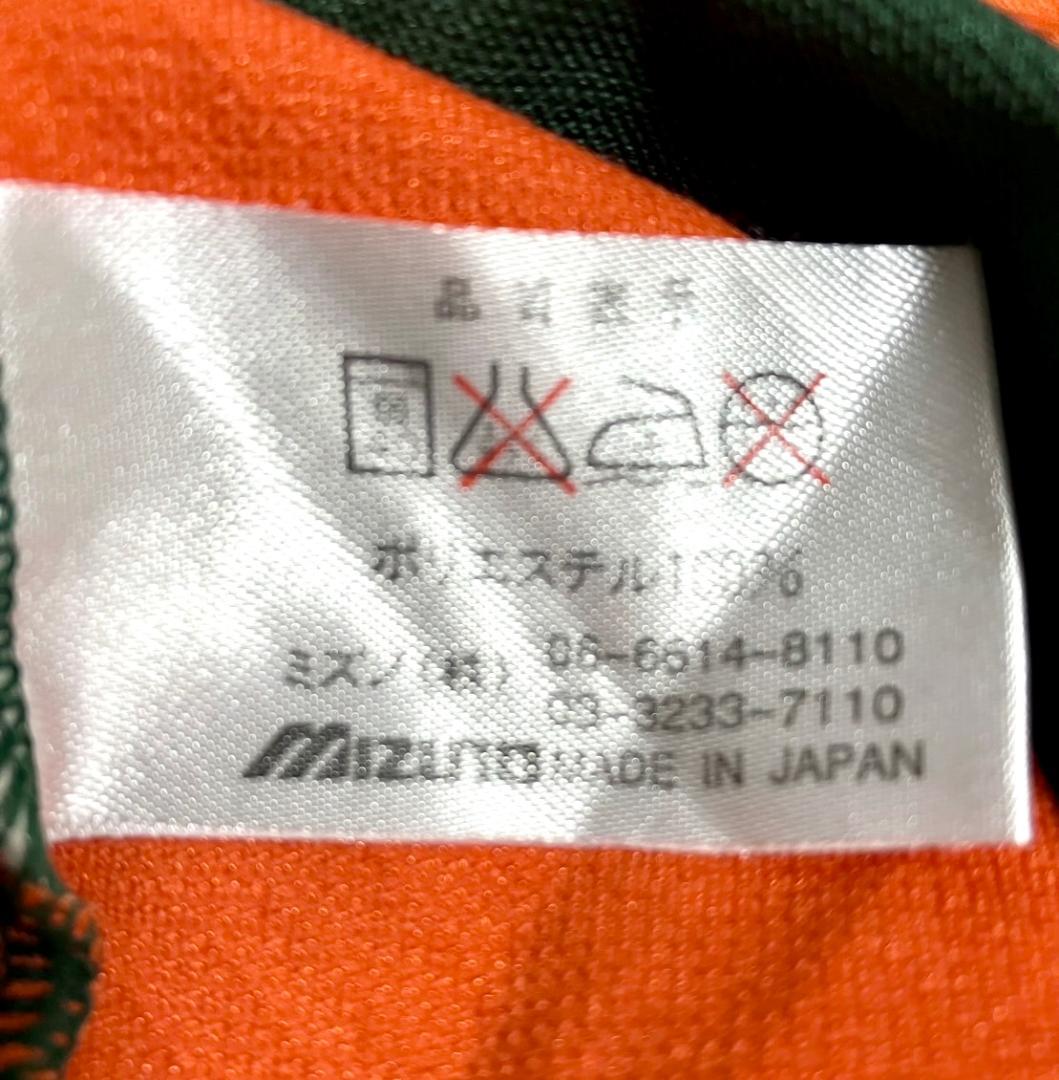 品質表示
ポリエステル100%
ミズノ(株) 06-6614-8110
03-3233-7110
MIZUNO MADE IN JAPAN